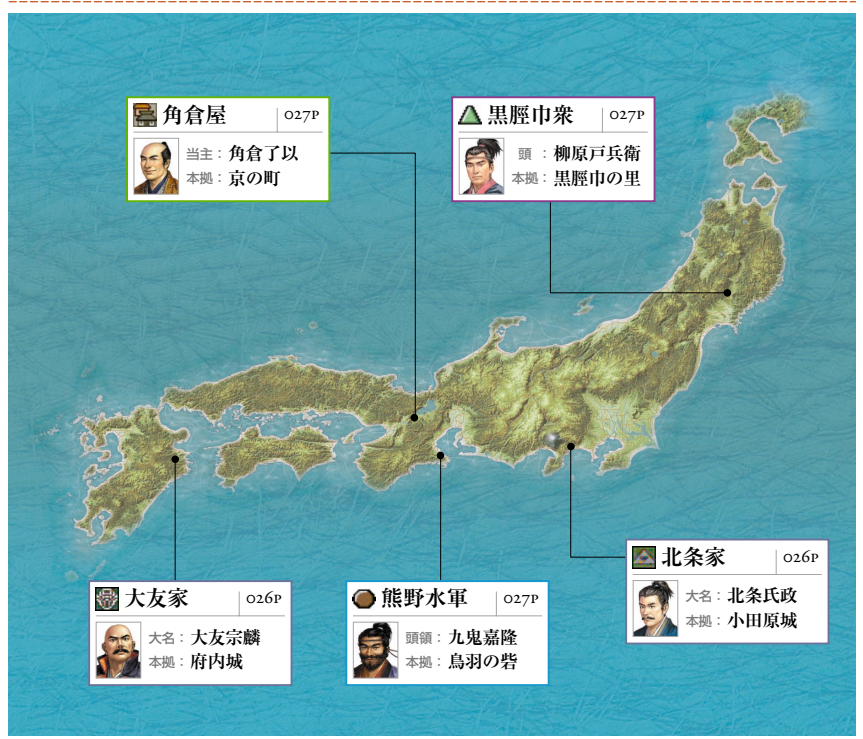 角倉屋 027P
当主：角倉了以
本拠：京の町
黒脛巾衆 027P
頭：柳原戸兵衛
本拠：黒脛巾の里
北条家 026P
大名：北条氏政
本拠：小田原城
大友家 026P
大名：大友宗麟
本拠：府内城
熊野水軍 027P
頭領：九鬼嘉隆
本拠：鳥羽の砦